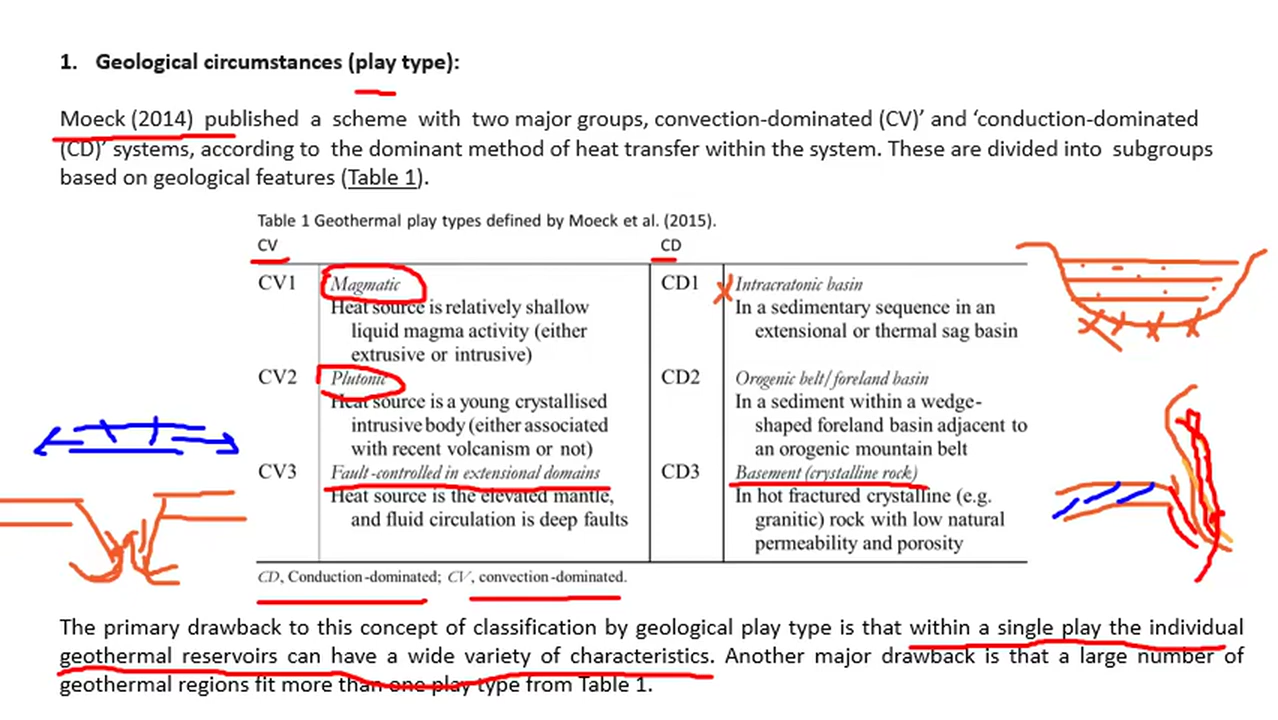 1. Geological circumstances (play type):
Moeck (2014) published a scheme with two major groups, convection-dominated (CV)' and 'conduction-dominated
(CD)' systems, according to the dominant method of heat transfer within the system. These are divided into subgroups
based on geological features (Table 1).
Table 1 Geothermal play types defined by Moeck et al. (2015).
CV CD
CV1 Magmatic CD1 Intracratonic basin
Heat source is relatively shallow In a sedimentary sequence in an
liquid magma activity (either extensional or thermal sag basin
extrusive or intrusive)
CV2 Plutonic CD2 Orogenic belt/foreland basin
Heat source is a young crystallised In a sediment within a wedge-
intrusive body (either associated shaped foreland basin adjacent to
with recent volcanism or not) an orogenic mountain belt
CV3 Fault-controlled in extensional domains CD3 Basement (crystalline rock)
Heat source is the elevated mantle, In hot fractured crystalline (e.g.
and fluid circulation is deep faults granitic) rock with low natural
permeability and porosity
CD, Conduction-dominated; CV, convection-dominated.
The primary drawback to this concept of classification by geological play type is that within a single play the individual
geothermal reservoirs can have a wide variety of characteristics. Another major drawback is that a large number of
geothermal regions fit more than one play type from Table 1.